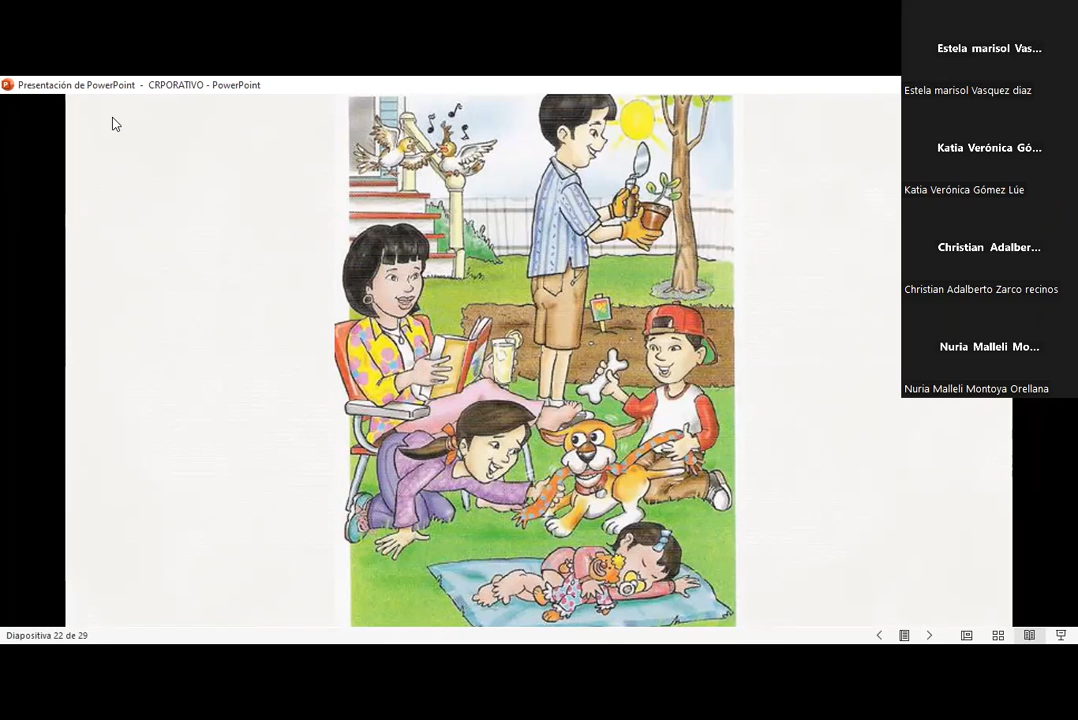 Estela marisol Vas...
Estela marisol Vasquez diaz
Presentación de PowerPoint - CRPORATIVO - PowerPoint
Katia Verónica Gó...
Katia Verónica Gómez Lúe
Christian Adalber...
Christian Adalberto Zarco recinos
Nuria Malleli Mo...
Nuria Malleli Montoya Orellana
Diapositiva 22 de 29